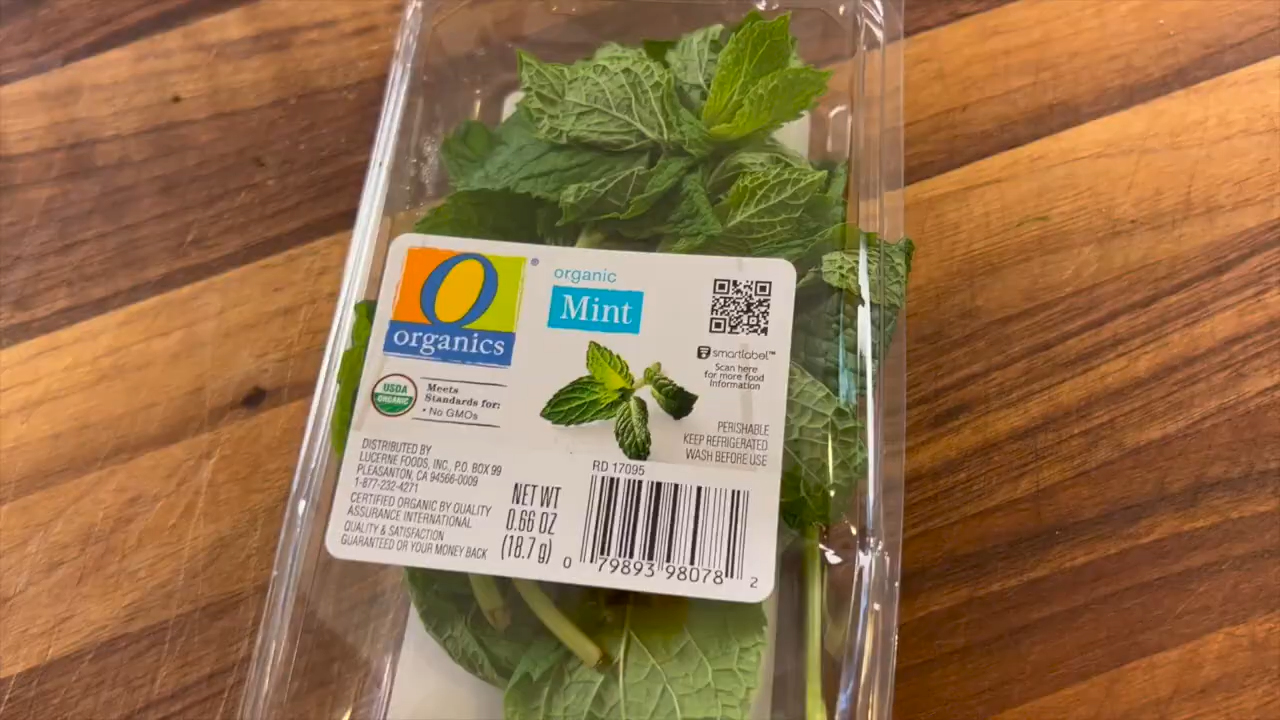 O
organics
®
organic
Mint
smartlabel™
Scan here
for more food
Information
USDA
ORGANIC
Meets
Standards for:
• No GMOs
PERISHABLE
KEEP REFRIGERATED
WASH BEFORE USE
DISTRIBUTED BY
LUCERNE FOODS, INC., P.O. BOX 99
PLEASANTON, CA 94566-0009
1-877-232-4271
CERTIFIED ORGANIC BY QUALITY
ASSURANCE INTERNATIONAL
QUALITY & SATISFACTION
GUARANTEED OR YOUR MONEY BACK
NET WT
0.66 OZ
(18.7 g)
RD 17095
0 79893 98078 2